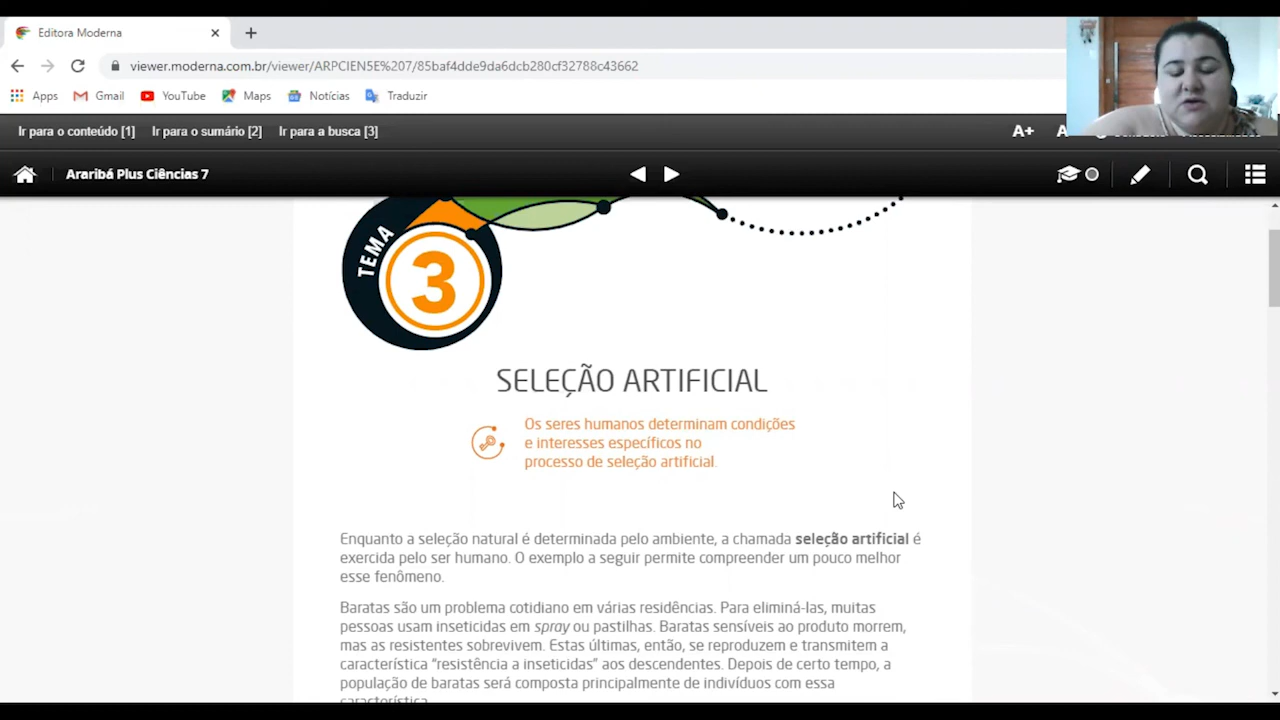 Editora Moderna
viewer.moderna.com.br/viewer/ARPCIEN5E%207/85baf4dde9da6dcb280cf32788c43662
Apps Gmail YouTube Maps Notícias Traduzir
Ir para o conteúdo [1] Ir para o sumário [2] Ir para a busca [3] A+
Araribá Plus Ciências 7
TEMA
3
SELEÇÃO ARTIFICIAL
Os seres humanos determinam condições
e interesses específicos no
processo de seleção artificial.
Enquanto a seleção natural é determinada pelo ambiente, a chamada seleção artificial é
exercida pelo ser humano. O exemplo a seguir permite compreender um pouco melhor
esse fenômeno.
Baratas são um problema cotidiano em várias residências. Para eliminá-las, muitas
pessoas usam inseticidas em spray ou pastilhas. Baratas sensíveis ao produto morrem,
mas as resistentes sobrevivem. Estas últimas, então, se reproduzem e transmitem a
característica “resistência a inseticidas” aos descendentes. Depois de certo tempo, a
população de baratas será composta principalmente de indivíduos com essa
característica.